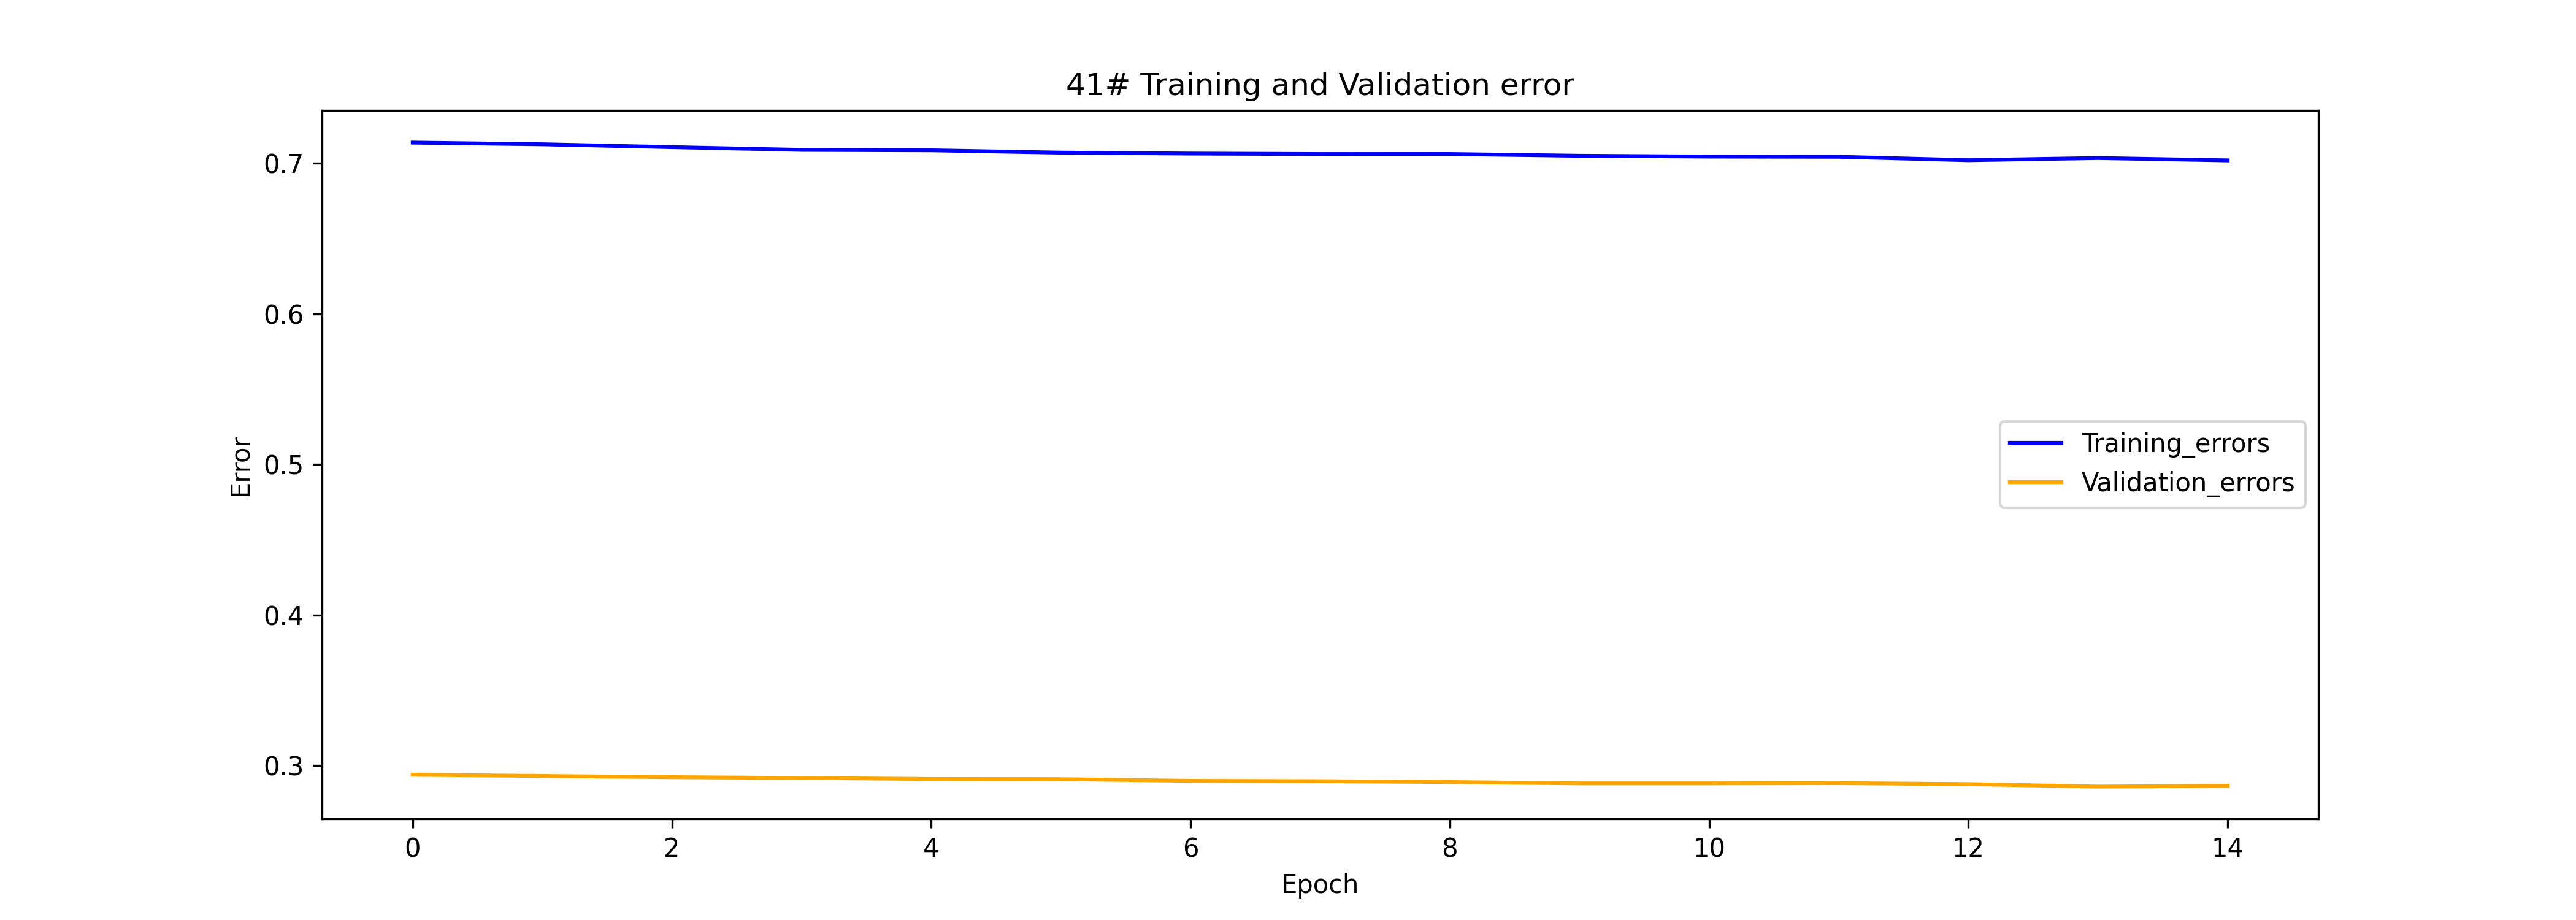 41# Training and Validation error
0.7
0.6
0.5
0.4
0.3
Error
Training_errors
Validation_errors
0 2 4 6 8 10 12 14
Epoch